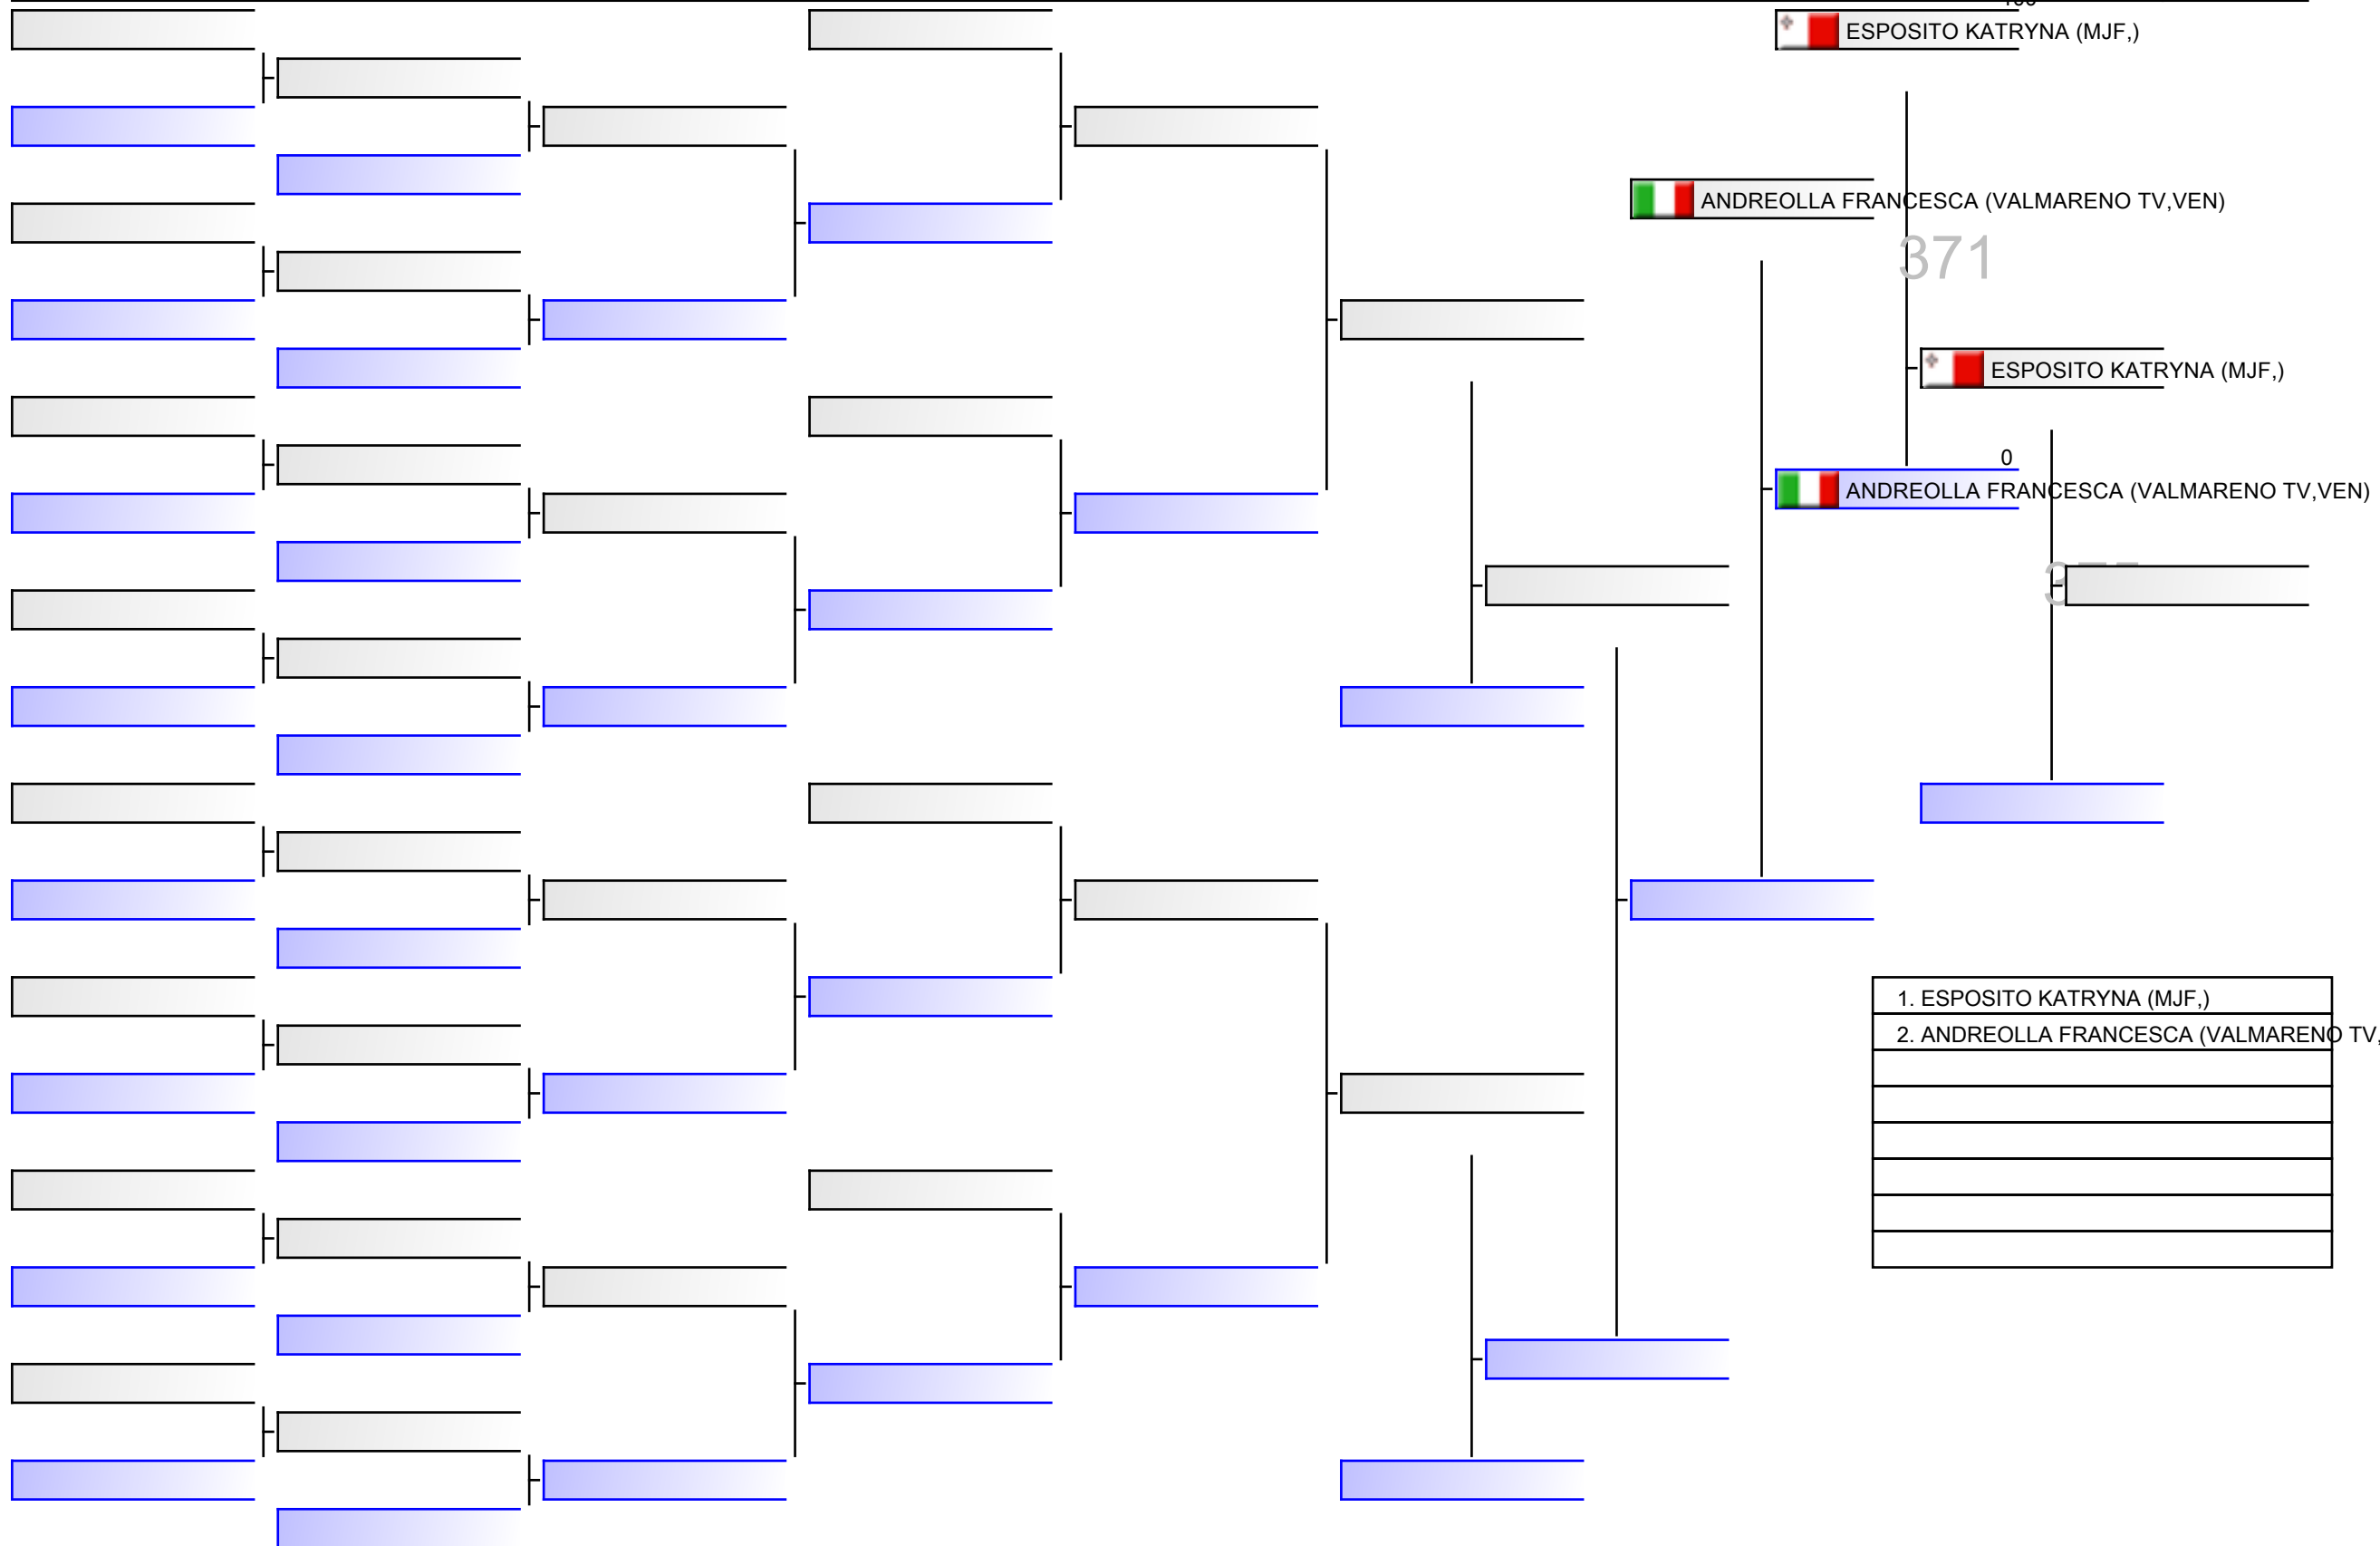 ESPOSITO KATRYNA (MJF,)
ANDREOLLA FRANCESCA (VALMARENO TV,VEN)
371
ESPOSITO KATRYNA (MJF,)
0
ANDREOLLA FRANCESCA (VALMARENO TV,VEN)
1. ESPOSITO KATRYNA (MJF,)
2. ANDREOLLA FRANCESCA (VALMARENO TV,